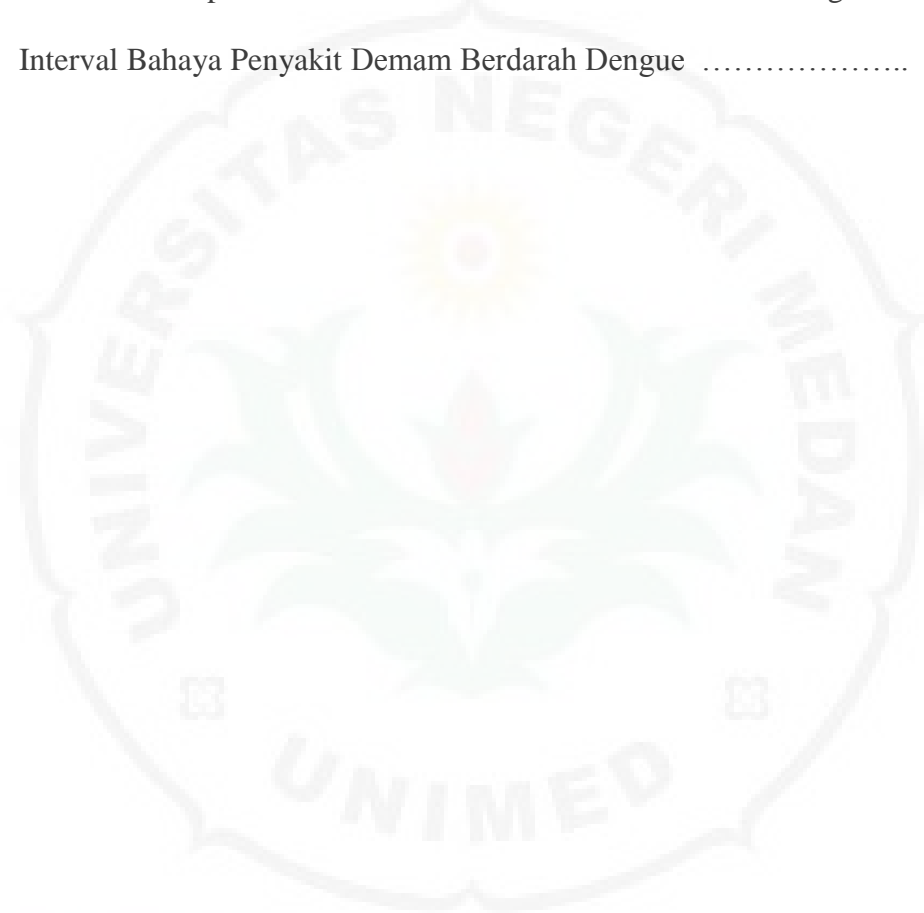 Interval Bahaya Penyakit Demam Berdarah Dengue ………………..
UNIVERSITAS NEGERI MEDAN
UNIMED